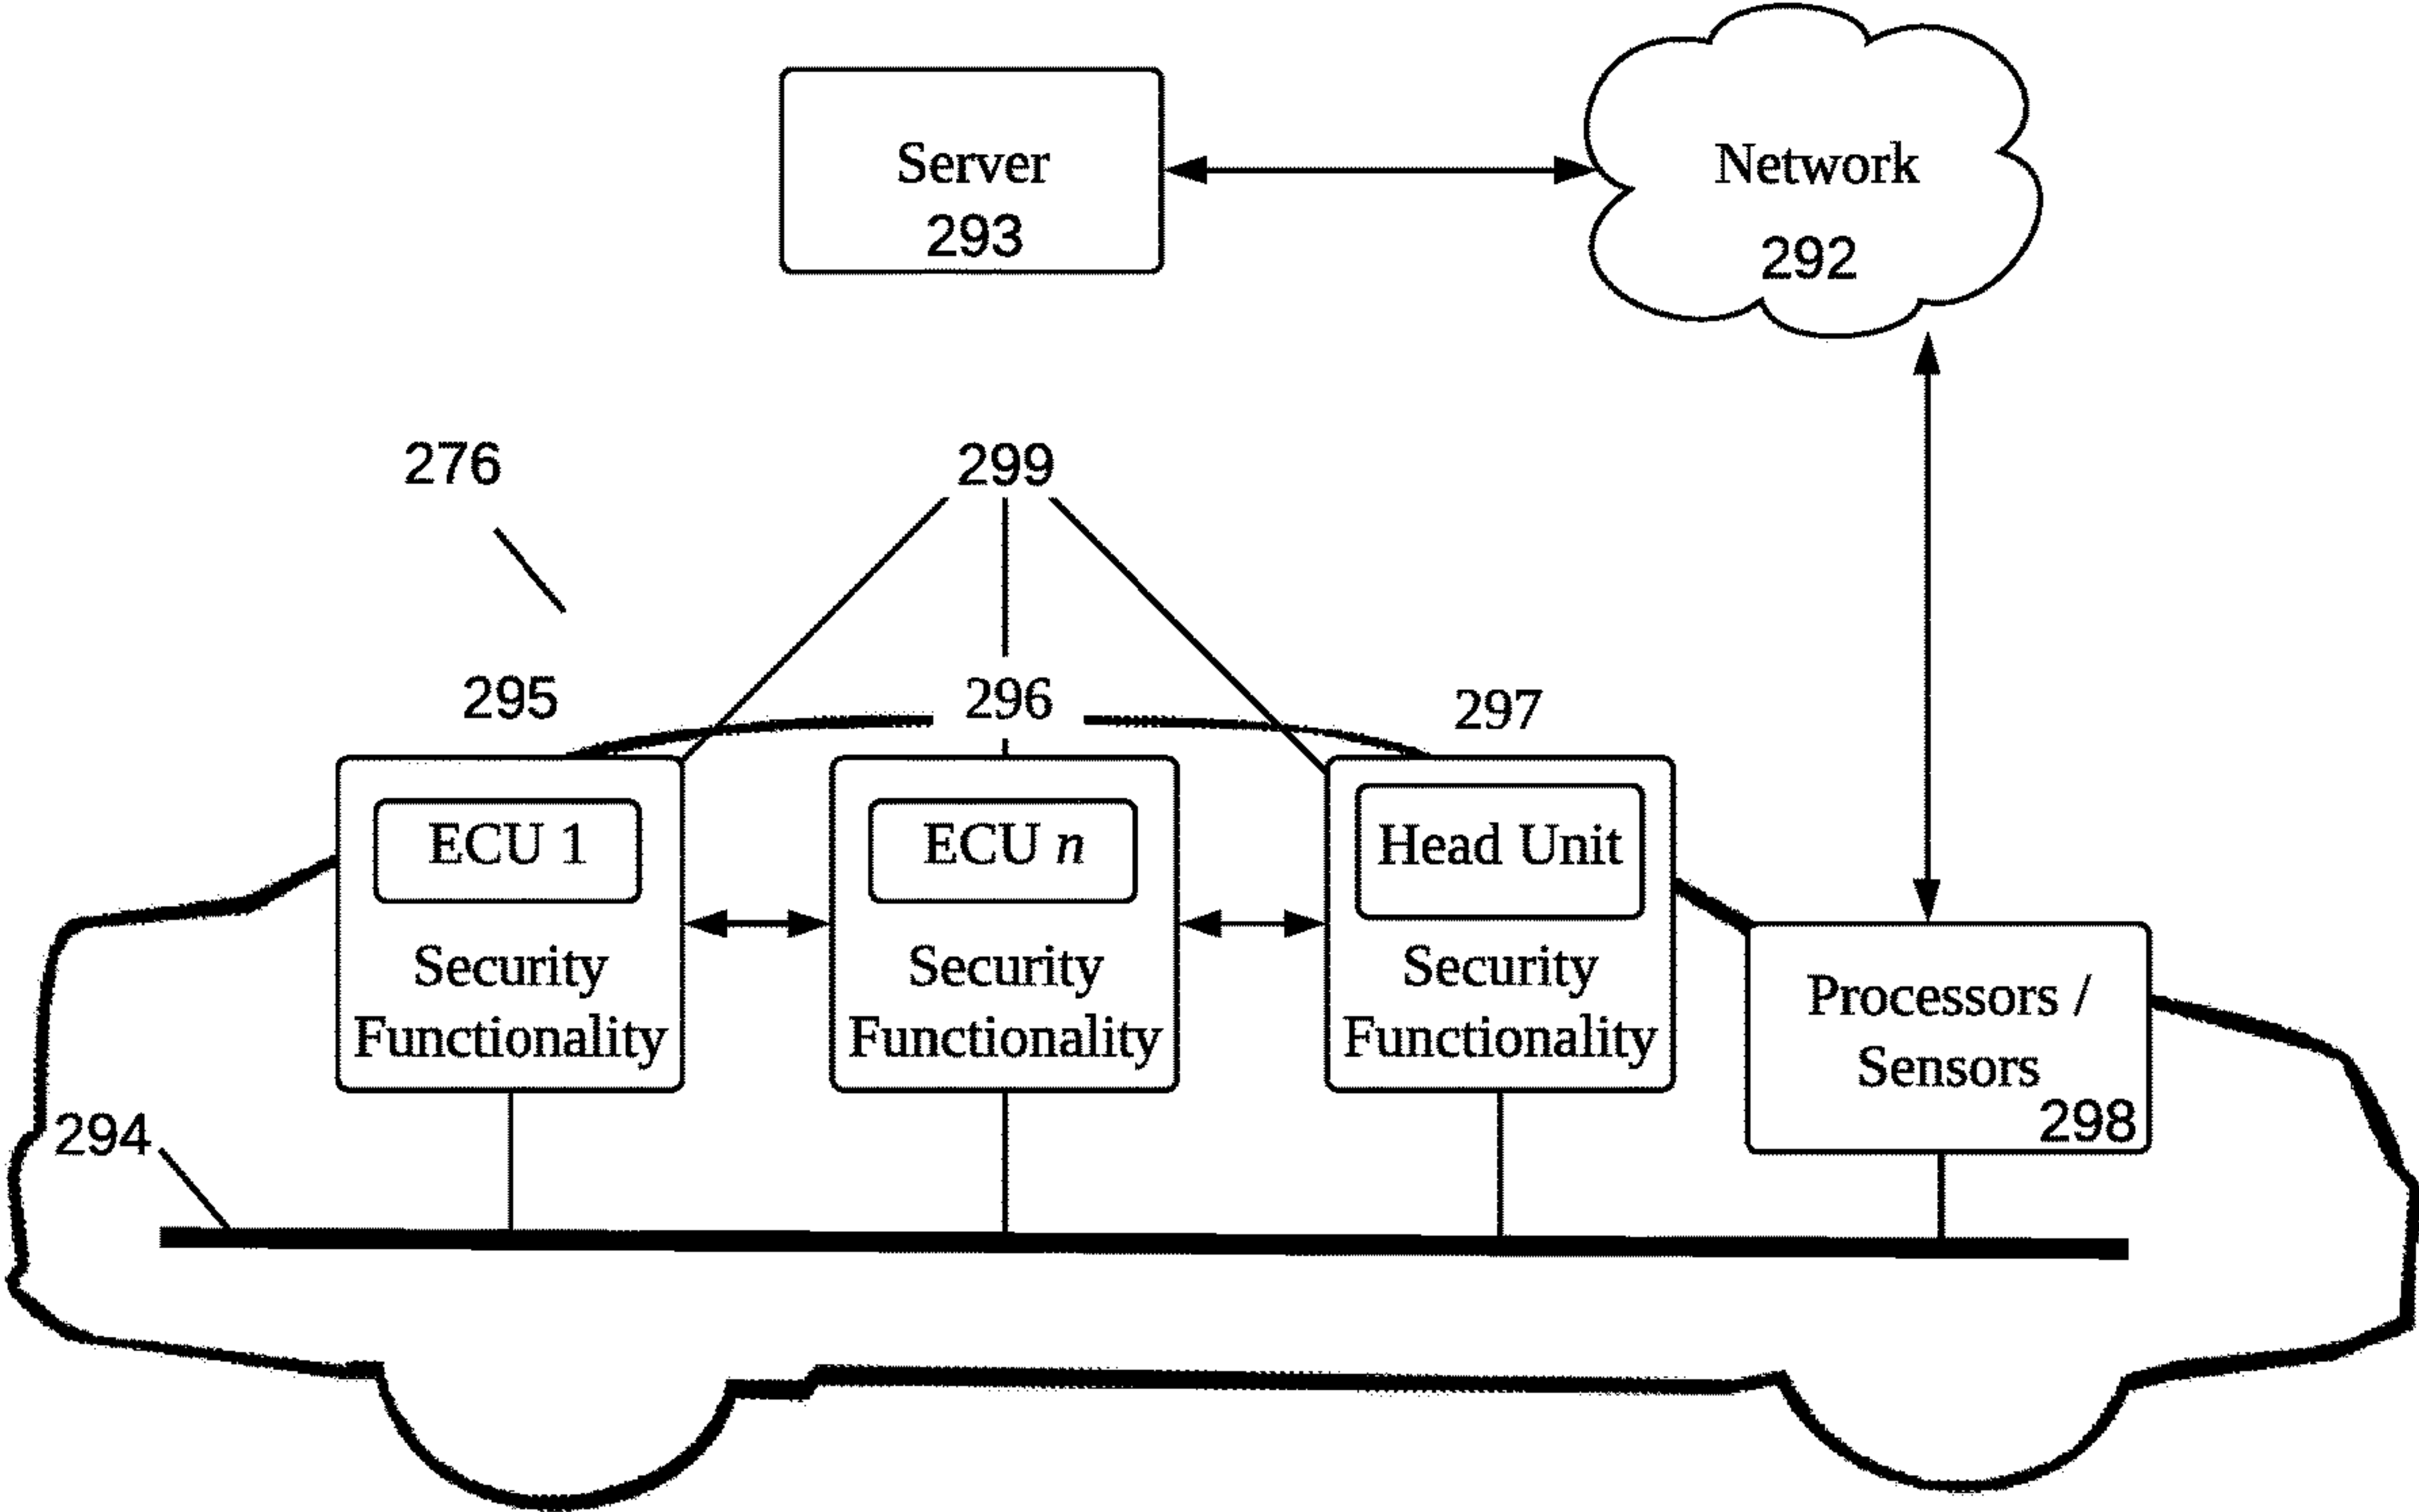 Server
293
Network
292
276
299
295
296
297
ECU 1
Security
Functionality
ECU n
Security
Functionality
Head Unit
Security
Functionality
Processors /
Sensors
298
294